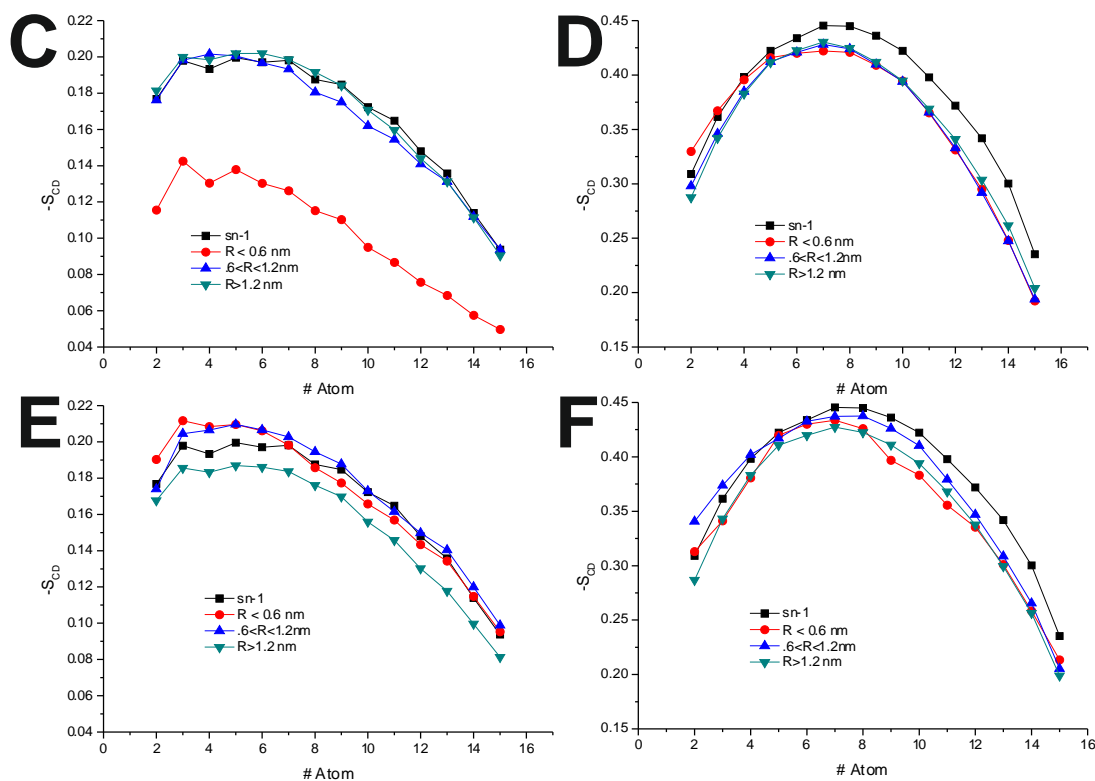 C
0.22
0.20
0.18
0.16
0.14
0.12
0.10
0.08
0.06
0.04
-S_CD
sn-1
R < 0.6 nm
.6<R<1.2nm
R>1.2 nm
0 2 4 6 8 10 12 14 16
# Atom
D
0.45
0.40
0.35
0.30
0.25
0.20
0.15
-S_CD
sn-1
R < 0.6 nm
.6<R<1.2nm
R>1.2 nm
0 2 4 6 8 10 12 14 16
# Atom
E
0.22
0.20
0.18
0.16
0.14
0.12
0.10
0.08
0.06
0.04
-S_CD
sn-1
R < 0.6 nm
.6<R<1.2nm
R>1.2 nm
0 2 4 6 8 10 12 14 16
# Atom
F
0.45
0.40
0.35
0.30
0.25
0.20
0.15
-S_CD
sn-1
R < 0.6 nm
.6<R<1.2nm
R>1.2 nm
0 2 4 6 8 10 12 14 16
# Atom